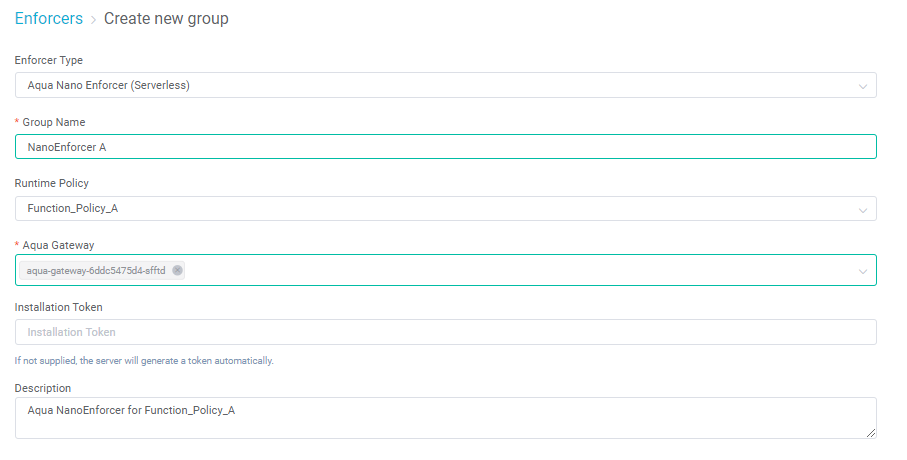 Enforcers > Create new group
Enforcer Type
Aqua Nano Enforcer (Serverless)
* Group Name
NanoEnforcer A
Runtime Policy
Function_Policy_A
* Aqua Gateway
aqua-gateway-6ddc5475d4-sfftd
Installation Token
Installation Token
If not supplied, the server will generate a token automatically.
Description
Aqua NanoEnforcer for Function_Policy_A